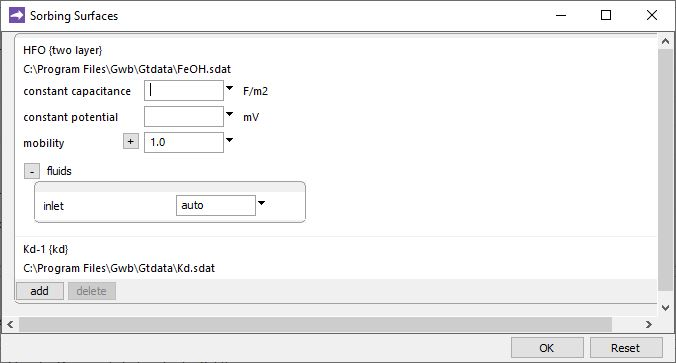 Sorbing Surfaces
HFO {two layer}
C:\Program Files\Gwb\Gtdata\FeOH.sdat
constant capacitance F/m2
constant potential mV
mobility + 1.0
- fluids
inlet auto
Kd-1 {kd}
C:\Program Files\Gwb\Gtdata\Kd.sdat
add delete
OK Reset